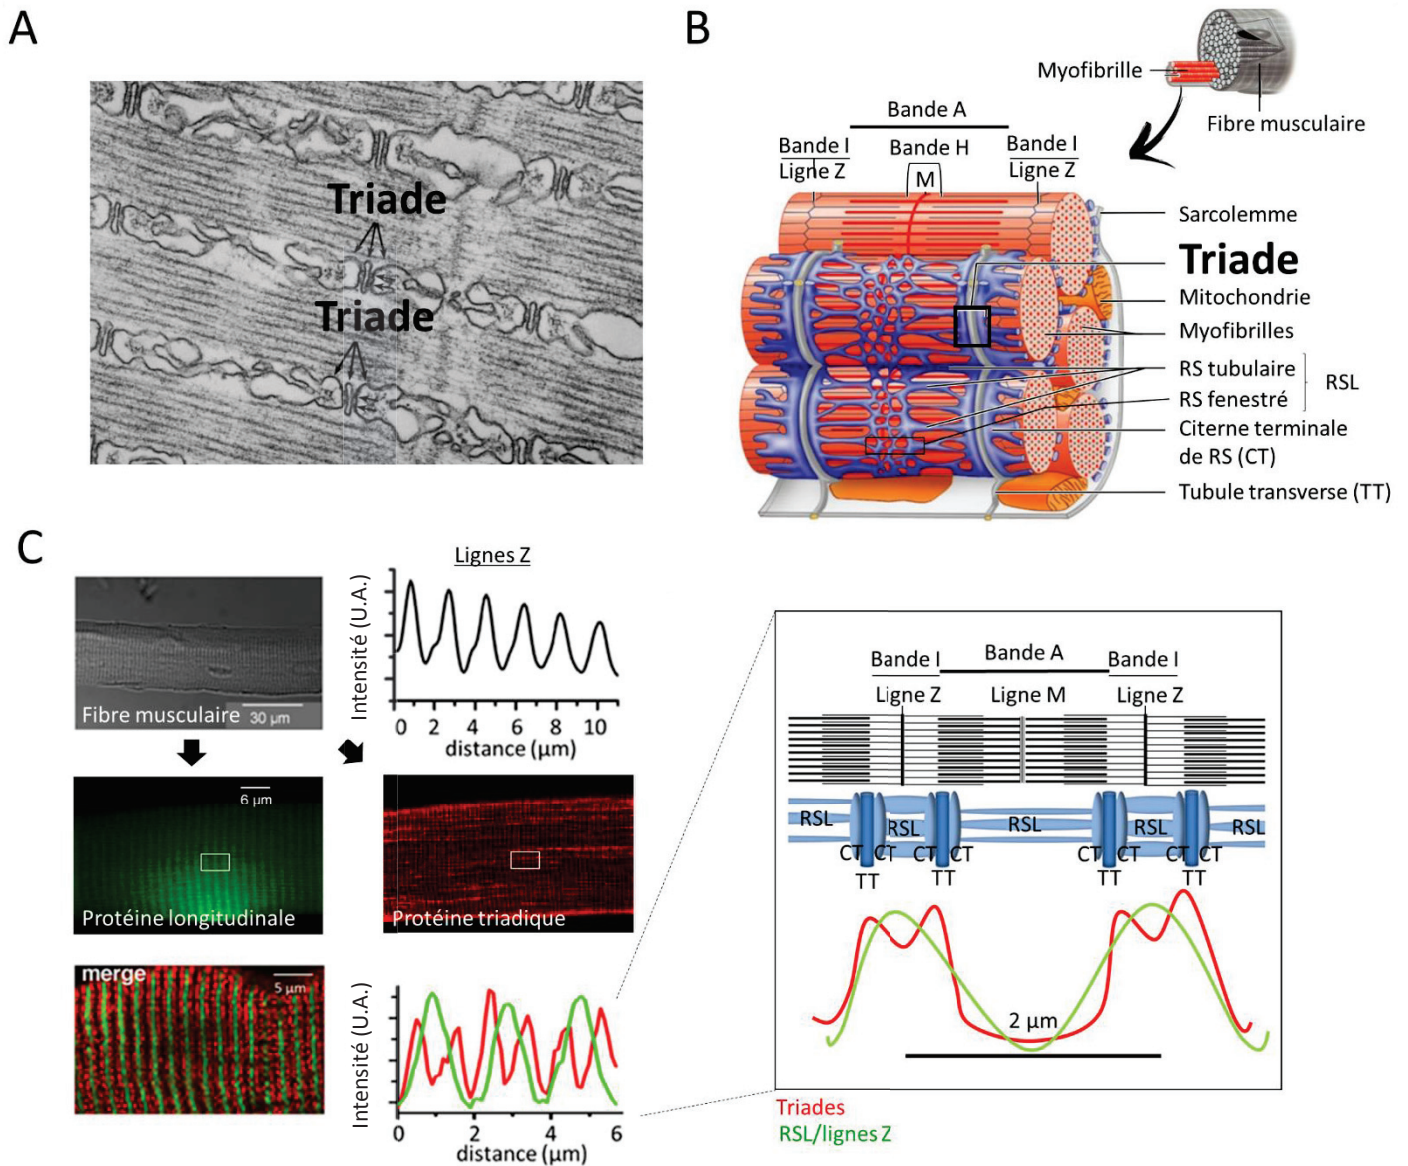 A
Triade
Triade
B
Myofibrille
Fibre musculaire
Bande A
Bande I
Ligne Z
Bande H
M
Bande I
Ligne Z
Sarcolemme
Triade
Mitochondrie
Myofibrilles
RS tubulaire
RS fenestré
RSL
Citerne terminale
de RS (CT)
Tubule transverse (TT)
C
Fibre musculaire
30 µm
Lignes Z
Intensité (U.A.)
0 2 4 6 8 10
distance (µm)
6 µm
Protéine longitudinale
Protéine triadique
merge
5 µm
Intensité (U.A.)
0 2 4 6
distance (µm)
Bande I
Bande A
Bande I
Ligne Z
Ligne M
Ligne Z
RSL RSL RSL RSL RSL
CT CT CT CT CT CT CT
TT TT TT TT
2 µm
Triades
RSL/lignes Z